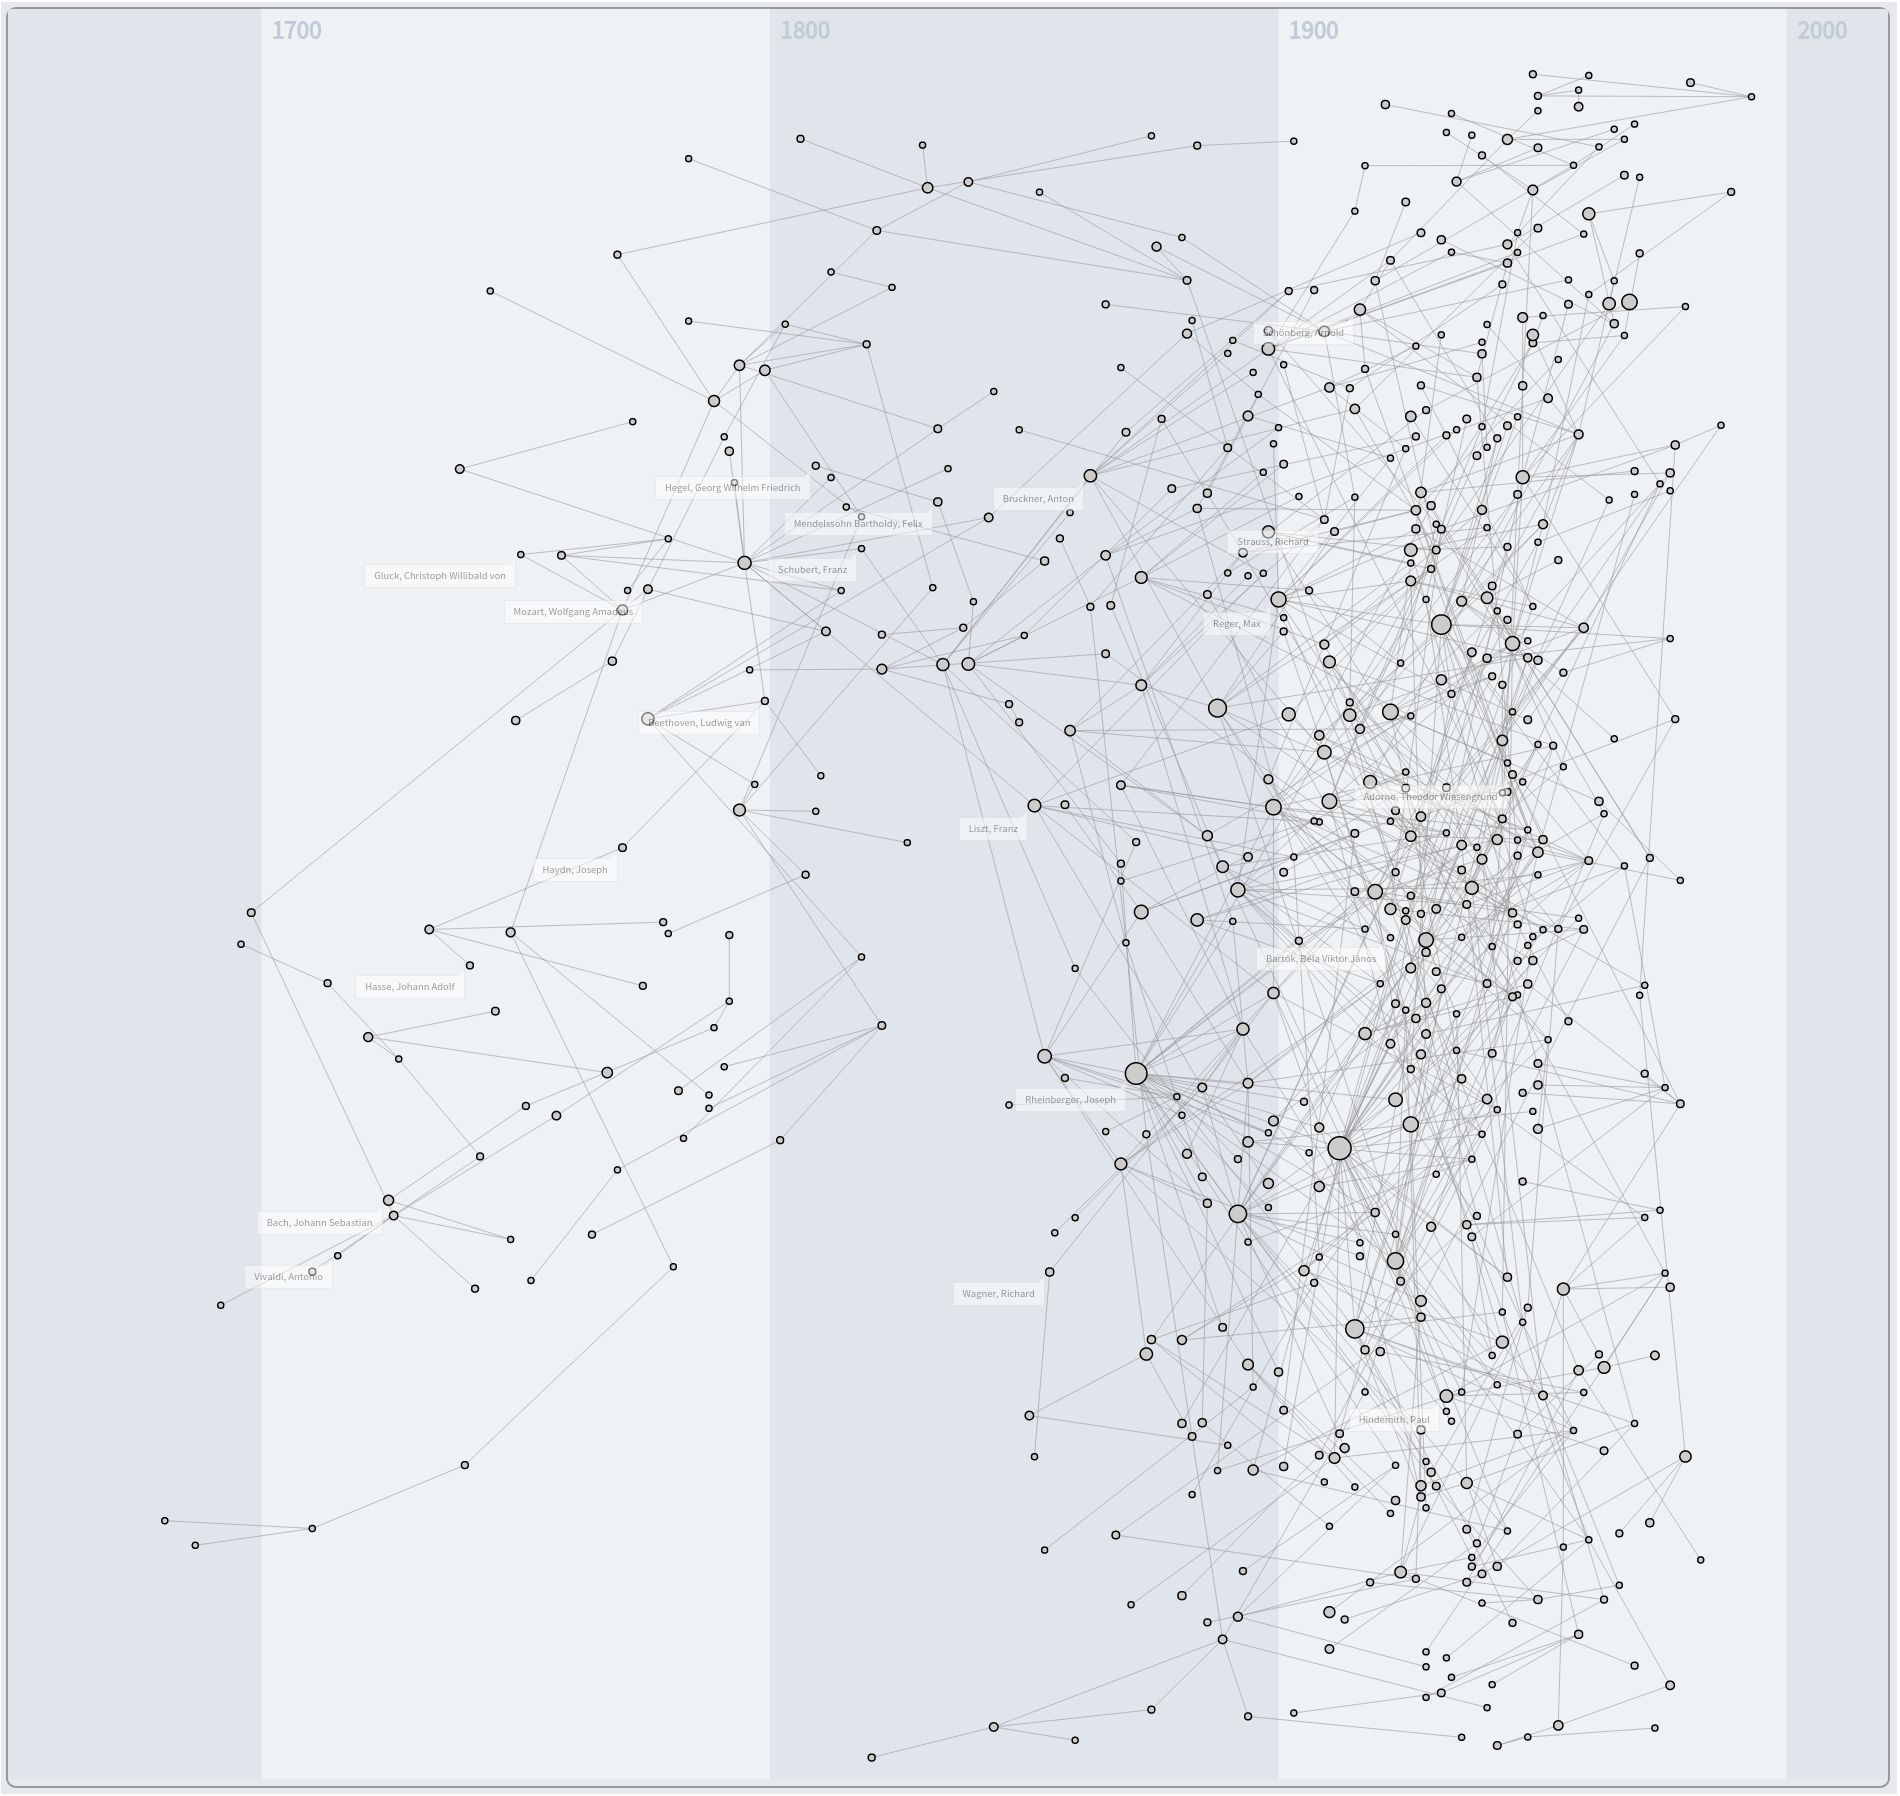 1700
1800
1900
2000
Schönberg, Arnold
Hegel, Georg Wilhelm Friedrich
Bruckner, Anton
Mendelssohn Bartholdy, Felix
Strauss, Richard
Schubert, Franz
Gluck, Christoph Willibald von
Mozart, Wolfgang Amadeus
Reger, Max
Beethoven, Ludwig van
Adorno, Theodor Wiesengrund
Liszt, Franz
Haydn, Joseph
Bartók, Béla Viktor János
Hasse, Johann Adolf
Rheinberger, Joseph
Bach, Johann Sebastian
Vivaldi, Antonio
Wagner, Richard
Hindemith, Paul